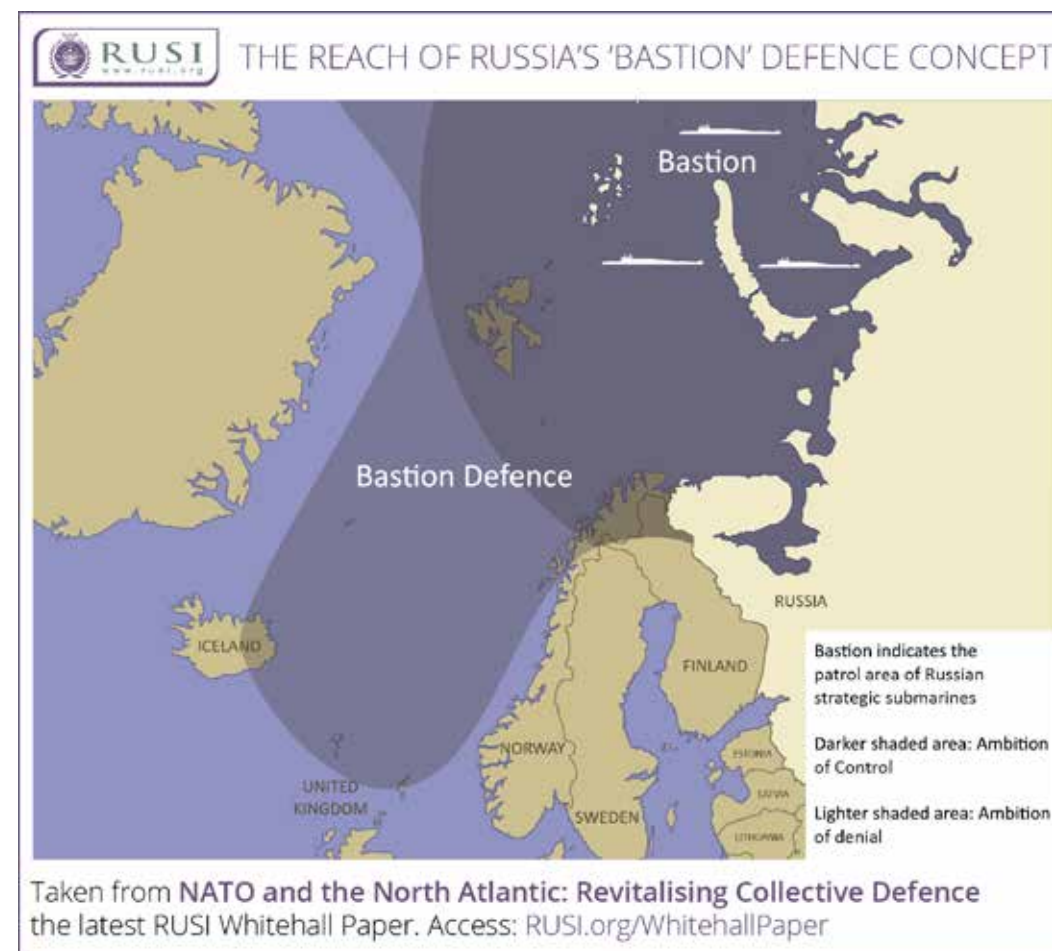 RUSI
www.rusi.org
THE REACH OF RUSSIA'S 'BASTION' DEFENCE CONCEPT
Bastion
Bastion Defence
ICELAND
RUSSIA
FINLAND
NORWAY
SWEDEN
UNITED
KINGDOM
ESTONIA
LATVIA
LITHUANIA
Bastion indicates the
patrol area of Russian
strategic submarines
Darker shaded area: Ambition
of Control
Lighter shaded area: Ambition
of denial
Taken from NATO and the North Atlantic: Revitalising Collective Defence
the latest RUSI Whitehall Paper. Access: RUSI.org/WhitehallPaper